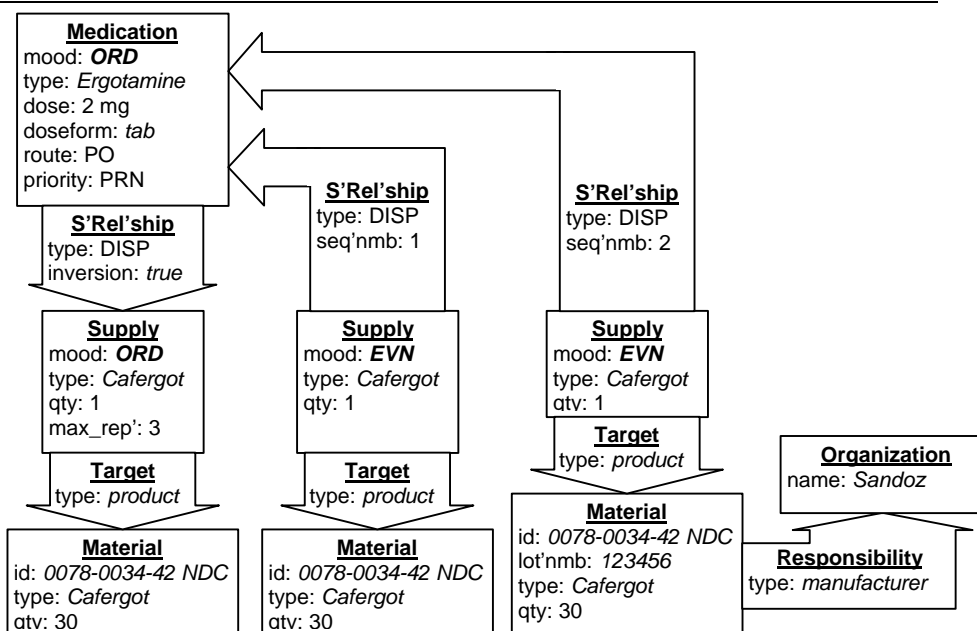 Medication
mood: ORD
type: Ergotamine
dose: 2 mg
doseform: tab
route: PO
priority: PRN
S'Rel'ship
type: DISP
inversion: true
Supply
mood: ORD
type: Cafergot
qty: 1
max_rep': 3
Target
type: product
Material
id: 0078-0034-42 NDC
type: Cafergot
qty: 30
S'Rel'ship
type: DISP
seq'nmb: 1
Supply
mood: EVN
type: Cafergot
qty: 1
Target
type: product
Material
id: 0078-0034-42 NDC
type: Cafergot
qty: 30
S'Rel'ship
type: DISP
seq'nmb: 2
Supply
mood: EVN
type: Cafergot
qty: 1
Target
type: product
Material
id: 0078-0034-42 NDC
lot'nmb: 123456
type: Cafergot
qty: 30
Organization
name: Sandoz
Responsibility
type: manufacturer